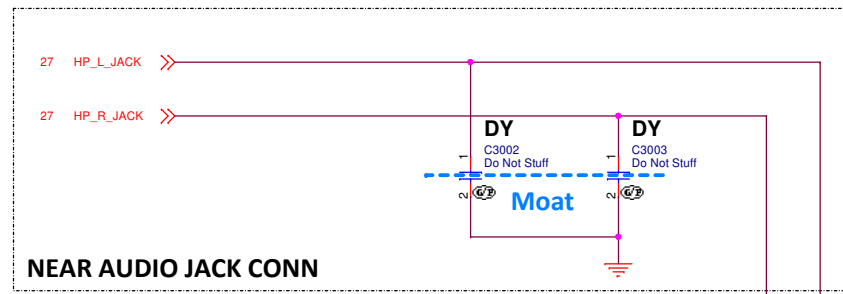 27 HP_L_JACK
27 HP_R_JACK
DY DY
C3002 C3003
Do Not Stuff Do Not Stuff
1 1
2 G/P 2 G/P
Moat
NEAR AUDIO JACK CONN